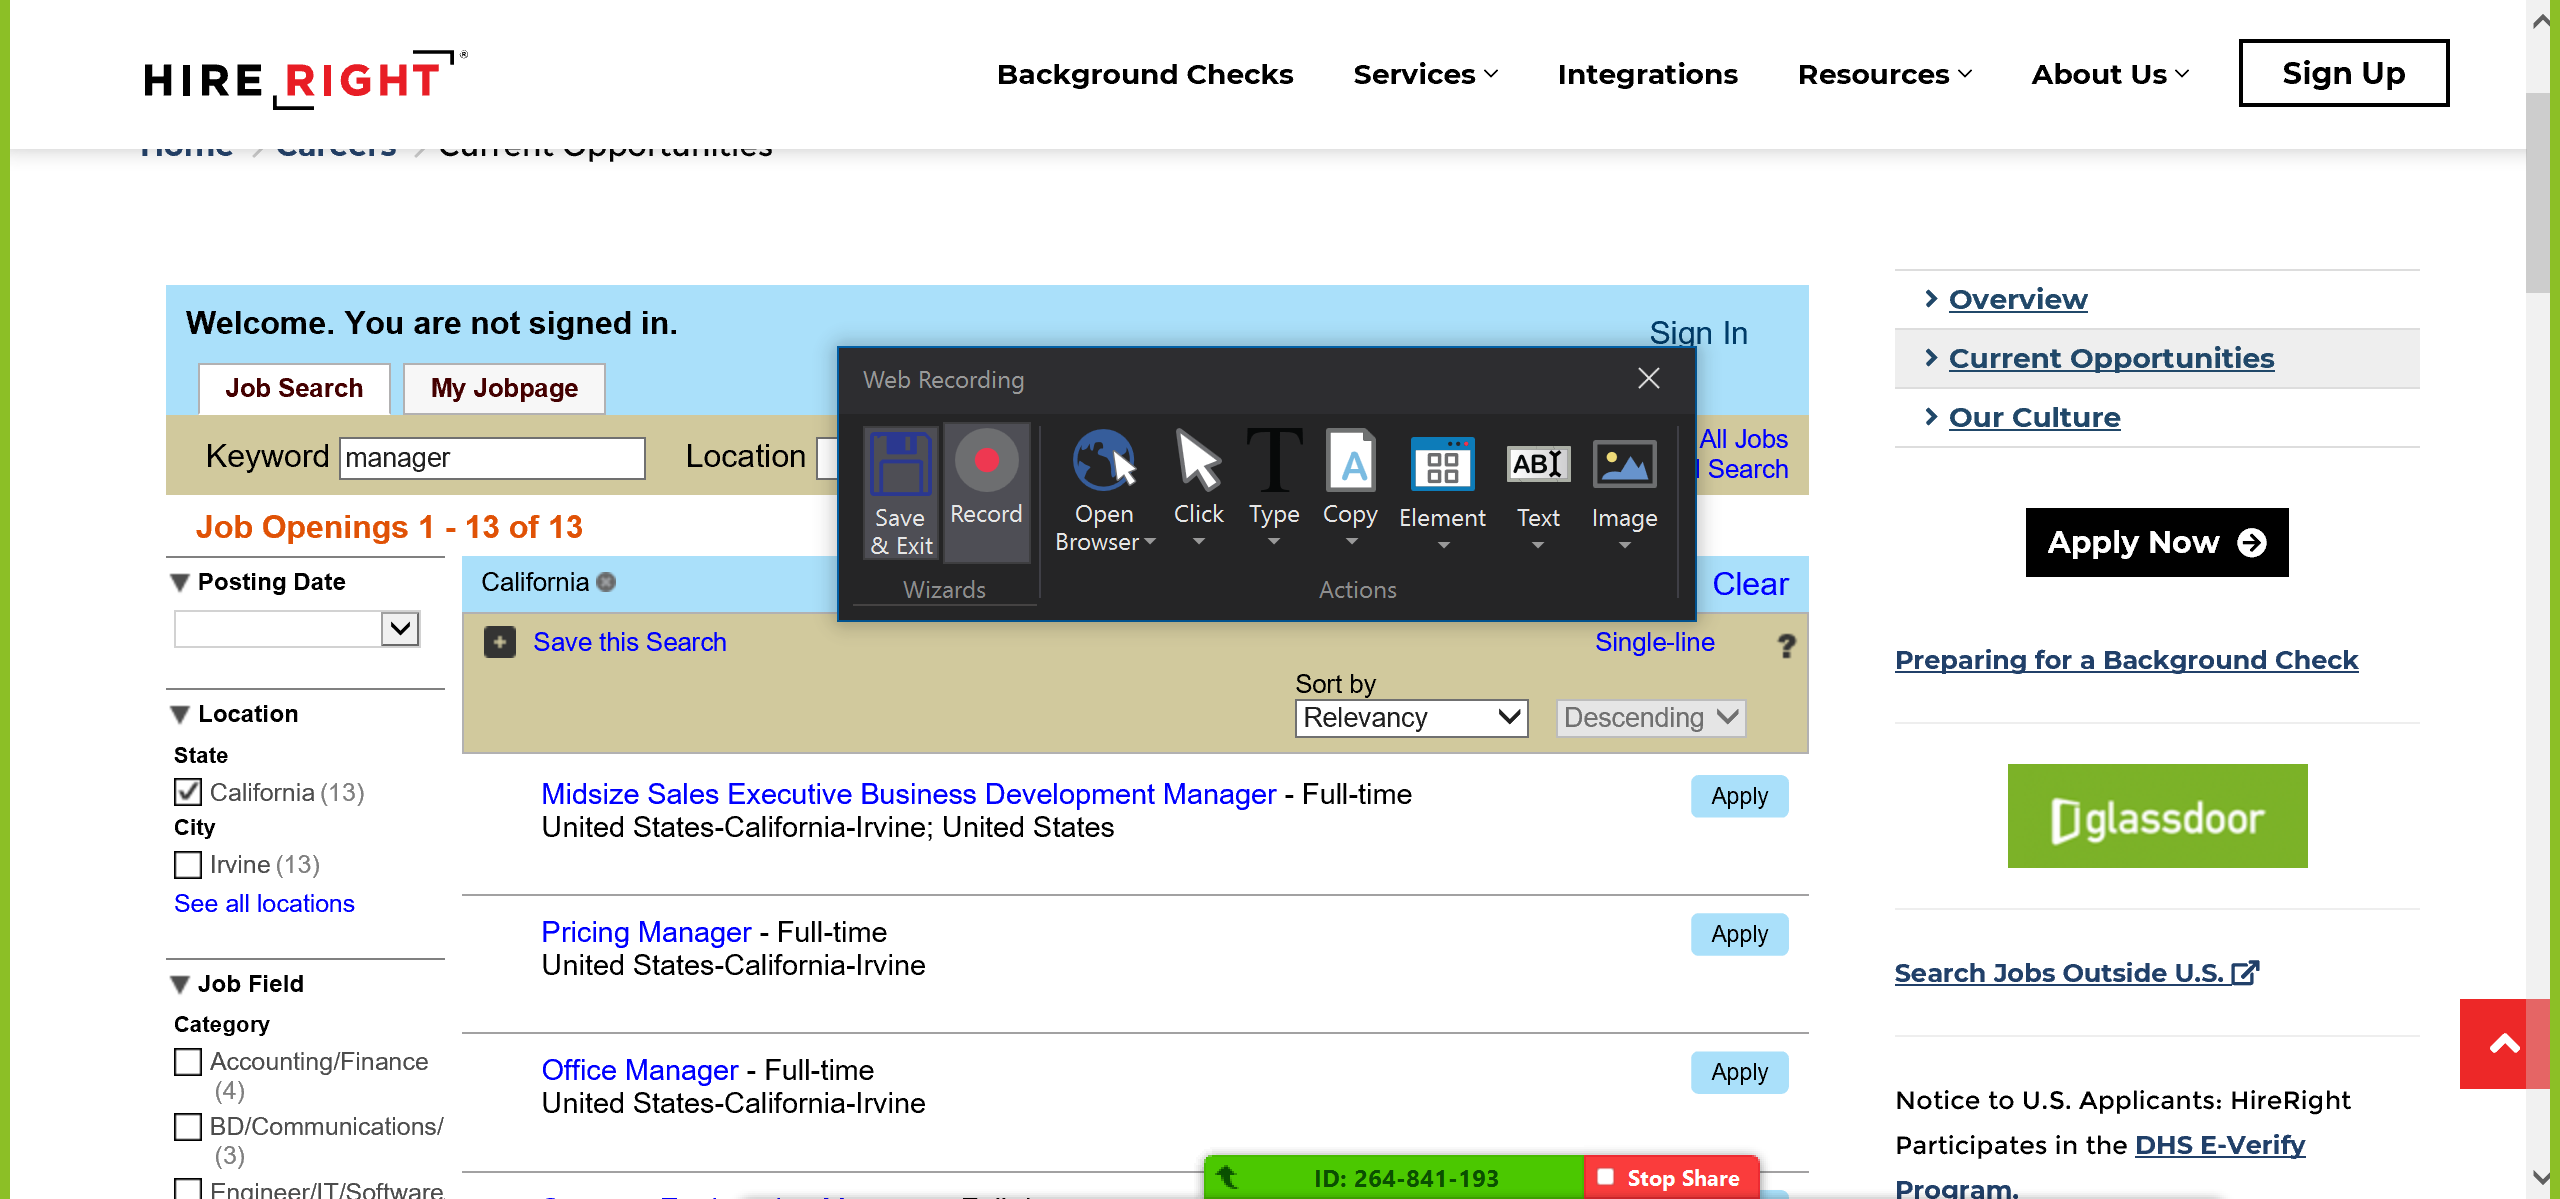 HIRE RIGHT®
Background Checks
Services
Integrations
Resources
About Us
Sign Up
Home
Careers
Current Opportunities
Welcome. You are not signed in.
Sign In
Job Search
My Jobpage
Keyword
manager
Location
All Jobs
Search
Job Openings 1 - 13 of 13
Posting Date
Location
State
California (13)
City
Irvine (13)
See all locations
Job Field
Category
Accounting/Finance
(4)
BD/Communications/
(3)
Engineer/IT/Software
California
Clear
Save this Search
Single-line
?
Sort by
Relevancy
Descending
Midsize Sales Executive Business Development Manager - Full-time
United States-California-Irvine; United States
Apply
Pricing Manager - Full-time
United States-California-Irvine
Apply
Office Manager - Full-time
United States-California-Irvine
Apply
Web Recording
Save
& Exit
Record
Wizards
Open
Browser
Click
T
Type
A
Copy
Element
AB
Text
Image
Actions
Overview
Current Opportunities
Our Culture
Apply Now
Preparing for a Background Check
glassdoor
Search Jobs Outside U.S.
Notice to U.S. Applicants: HireRight
Participates in the DHS E-Verify
Program.
ID: 264-841-193
Stop Share